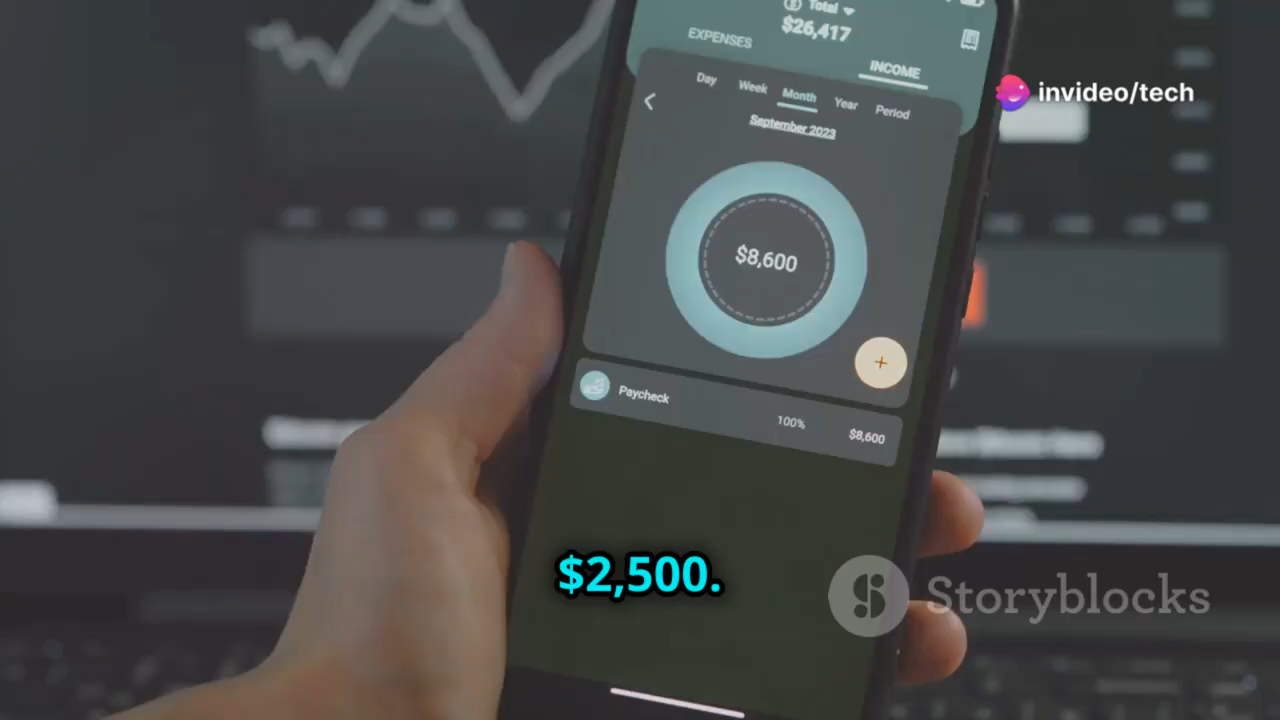 Total
$26,417
EXPENSES
INCOME
Day Week Month Year Period
September 2023
$8,600
+
Paycheck 100% $8,600
invideo/tech
$2,500.
Storyblocks